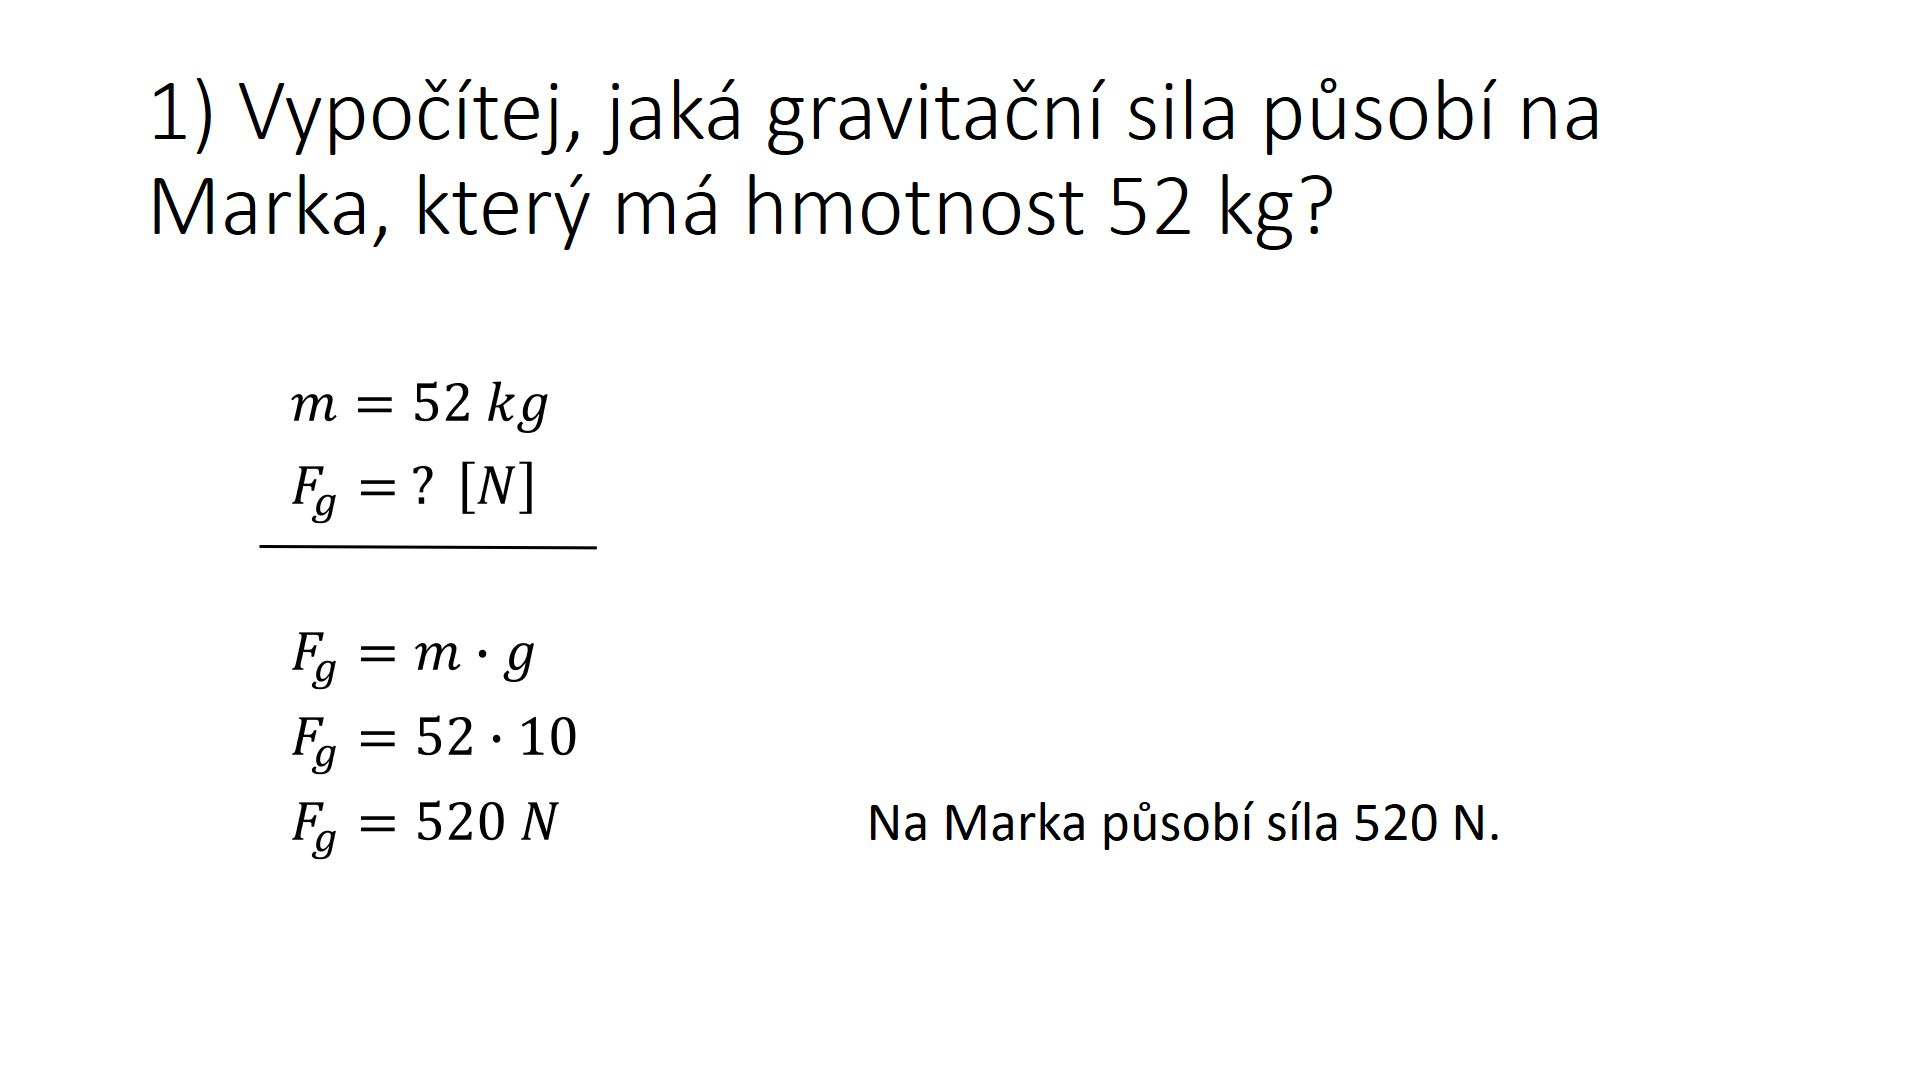 1) Vypočítej, jaká gravitační sila působí na
Marka, který má hmotnost 52 kg?
m = 52 kg
F_g = ? [N]
F_g = m · g
F_g = 52 · 10
F_g = 520 N
Na Marka působí síla 520 N.